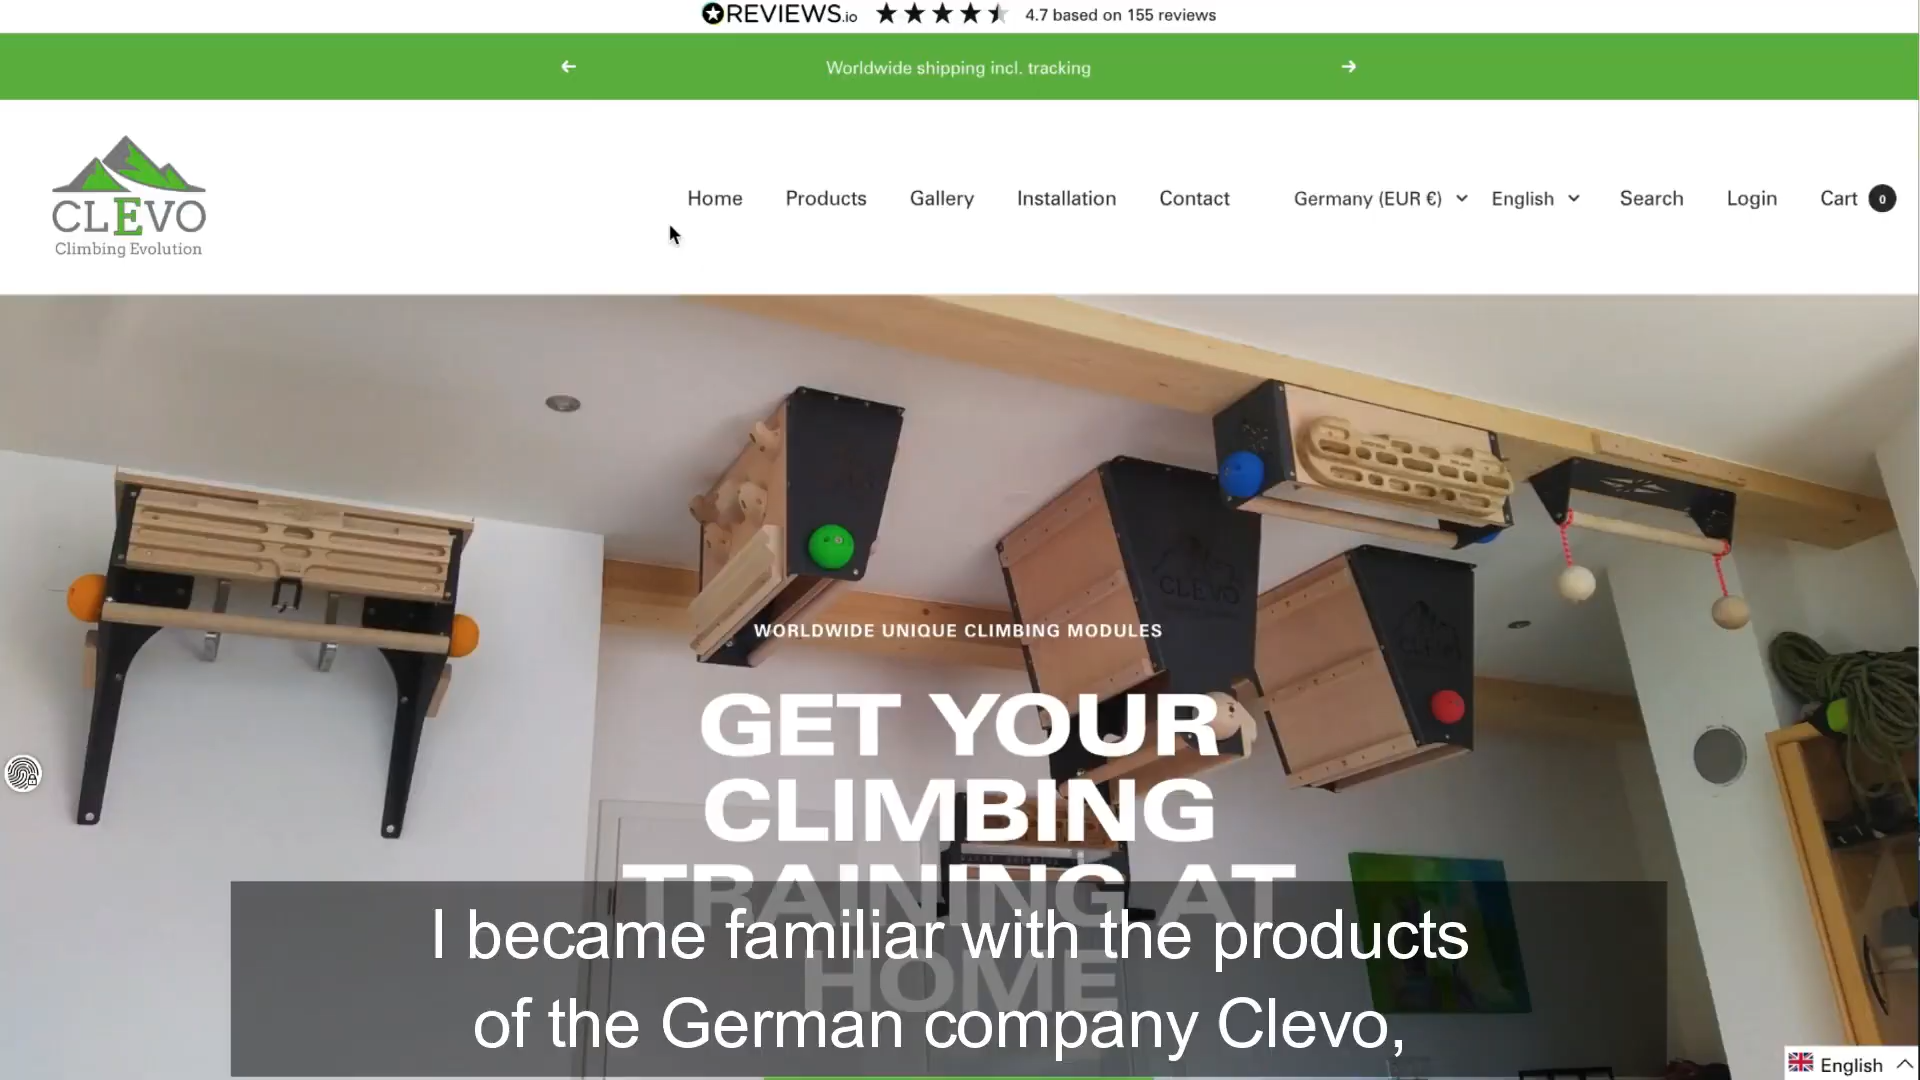 REVIEWS.io 4.7 based on 155 reviews
Worldwide shipping incl. tracking
CLEVO
Climbing Evolution
Home Products Gallery Installation Contact Germany (EUR €) English Search Login Cart 0
CLEVO
WORLDWIDE UNIQUE CLIMBING MODULES
GET YOUR
CLIMBING
TRAINING AT
HOME
I became familiar with the products
of the German company Clevo,
English